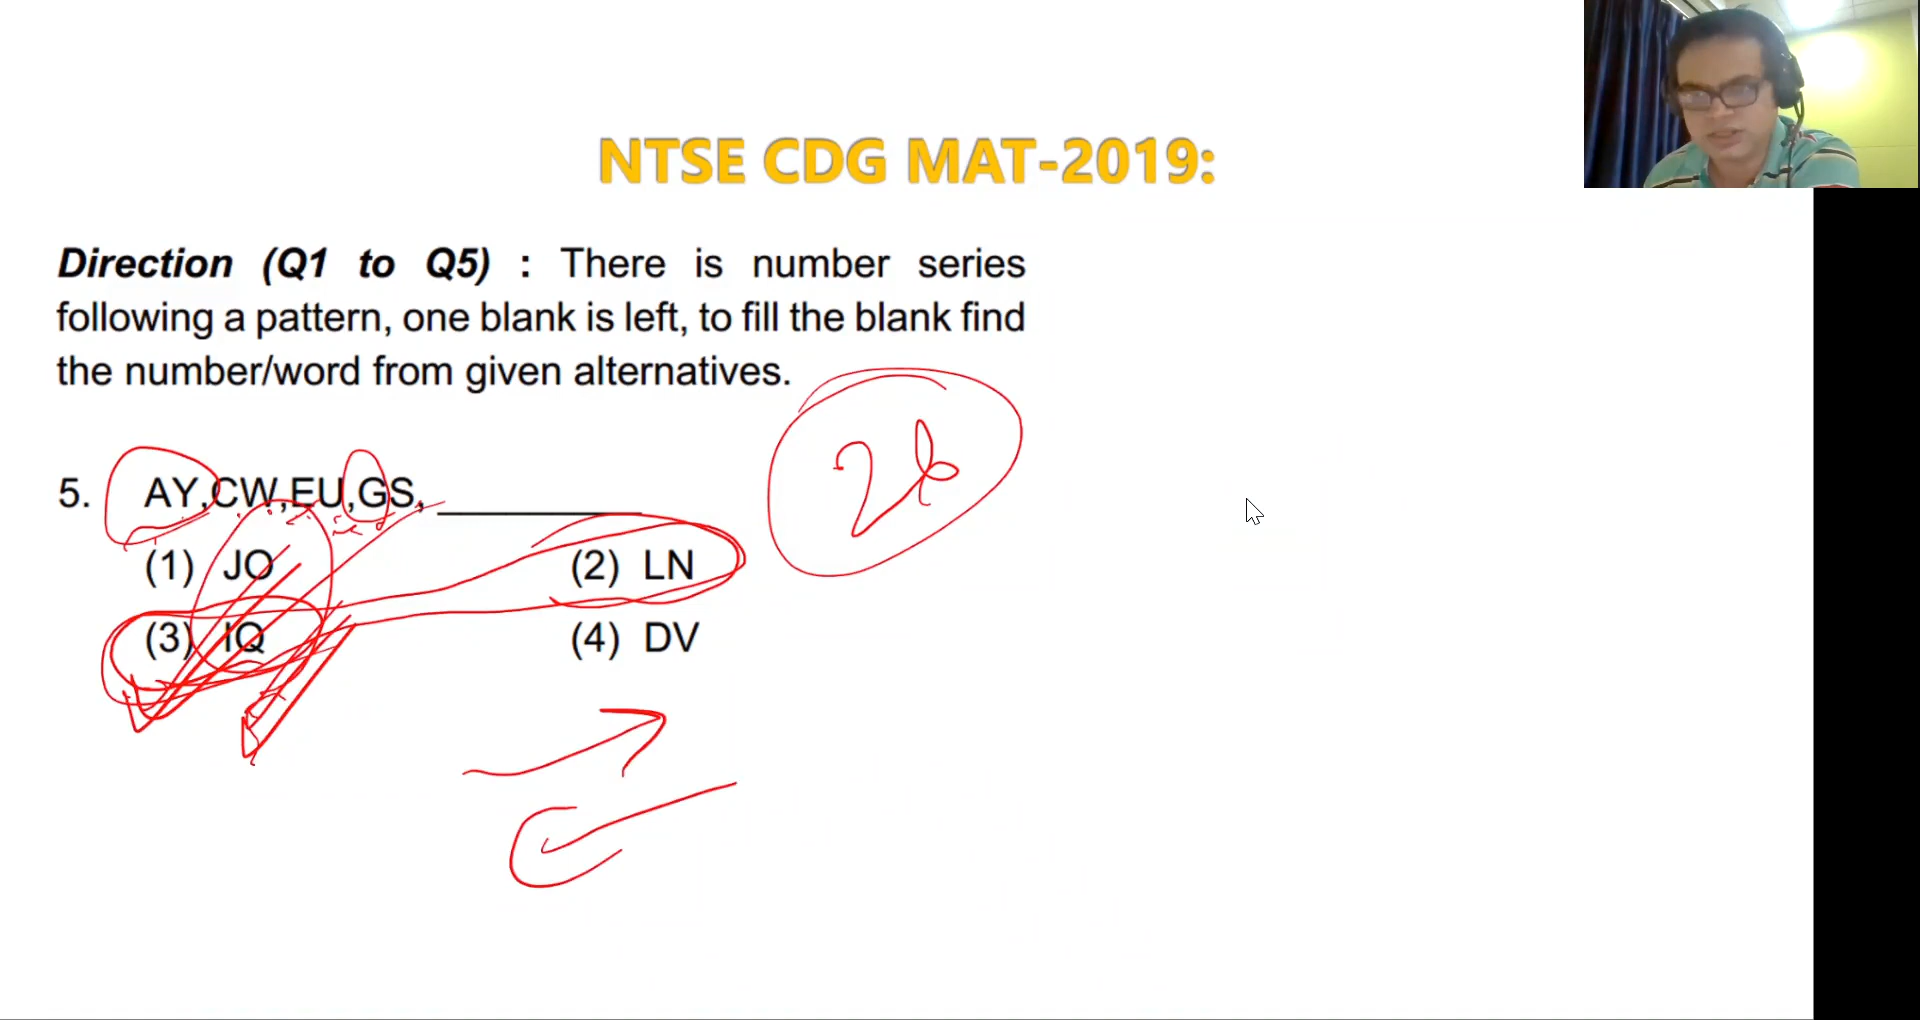 NTSE CDG MAT-2019:
Direction (Q1 to Q5) : There is number series
following a pattern, one blank is left, to fill the blank find
the number/word from given alternatives.
5. AY,CW,EU,GS, __________
(1) JO (2) LN
(3) IQ (4) DV